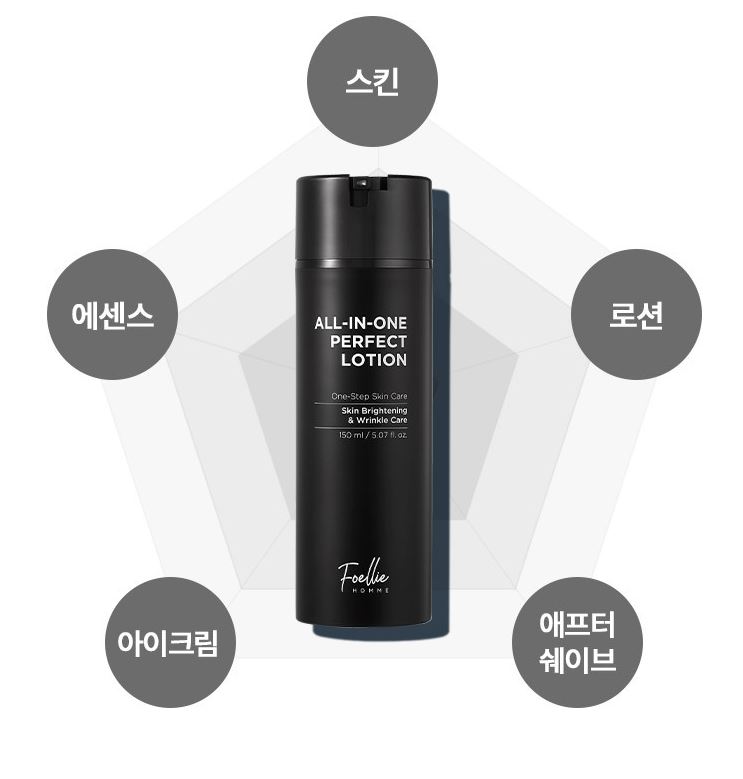 스킨
에센스
로션
ALL-IN-ONE
PERFECT
LOTION
One-Step Skin Care
Skin Brightening
& Wrinkle Care
150 ml / 5.07 fl. oz.
Foellie
HOMME
아이크림
애프터
쉐이브